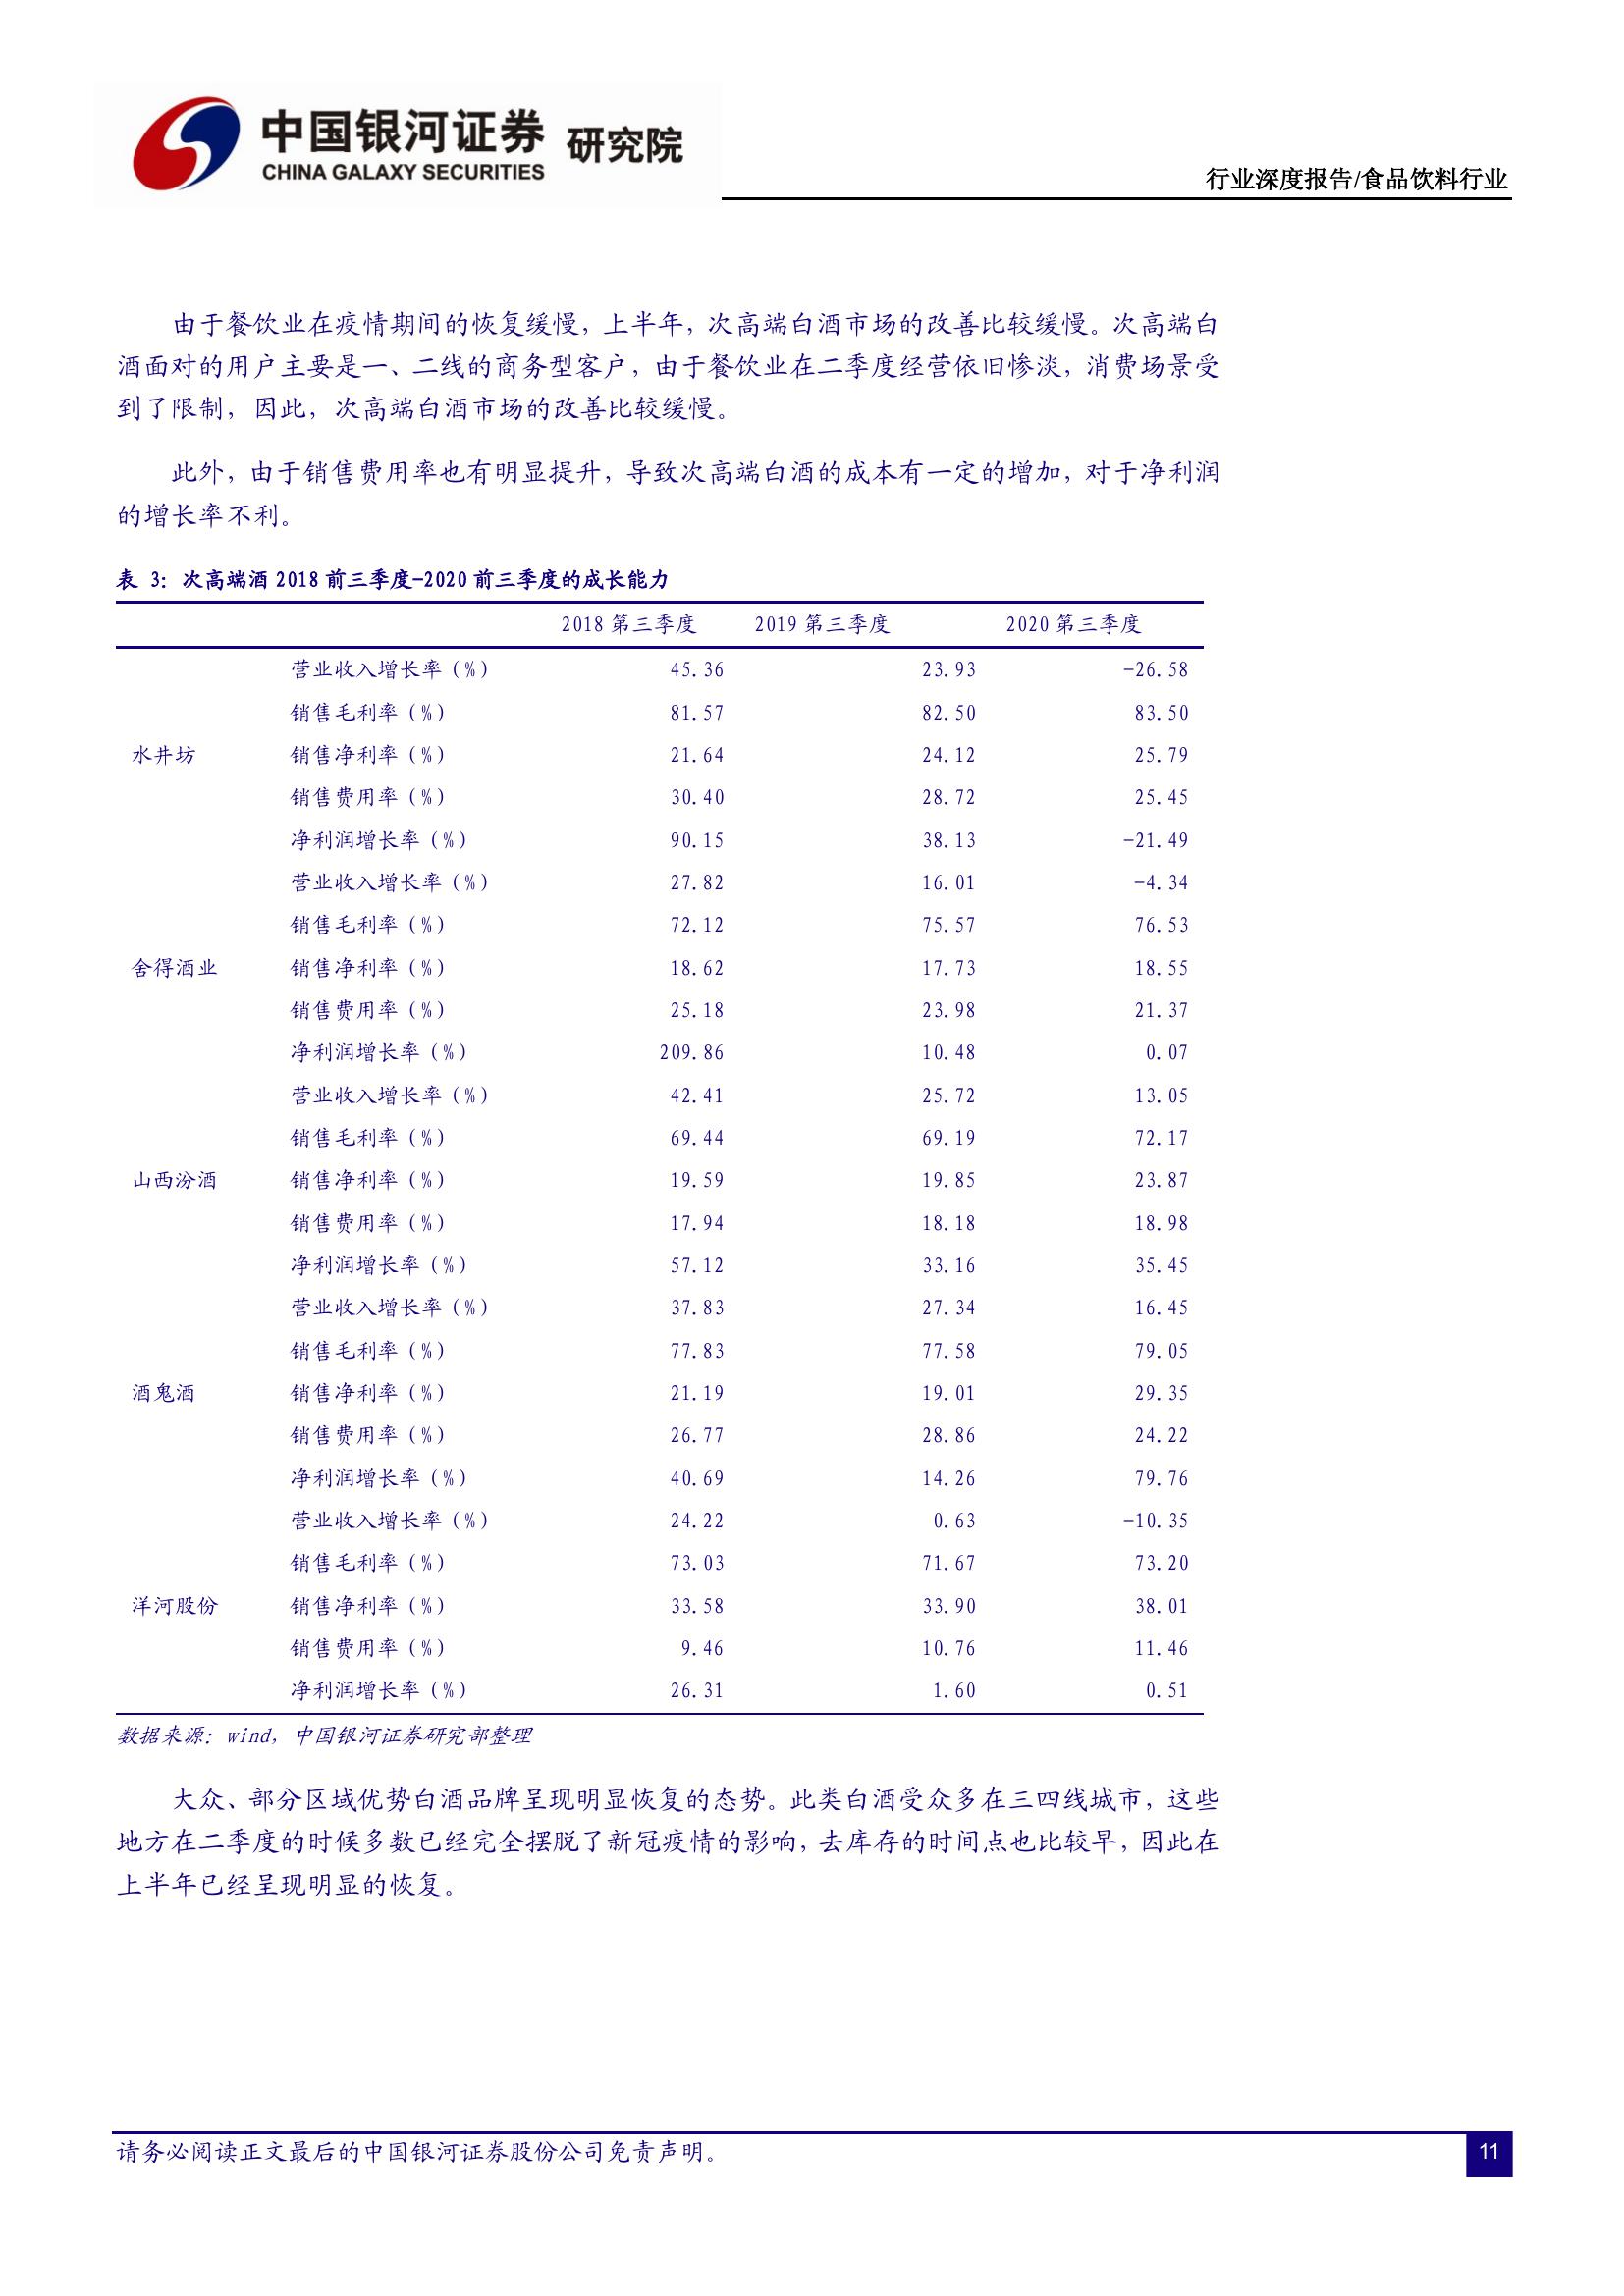 中国银河证券 研究院
CHINA GALAXY SECURITIES
行业深度报告/食品饮料行业
由于餐饮业在疫情期间的恢复缓慢，上半年，次高端白酒市场的改善比较缓慢。次高端白
酒面对的用户主要是一、二线的商务型客户，由于餐饮业在二季度经营依旧惨淡，消费场景受
到了限制，因此，次高端白酒市场的改善比较缓慢。
此外，由于销售费用率也有明显提升，导致次高端白酒的成本有一定的增加，对于净利润
的增长率不利。
表 3：次高端酒 2018 前三季度-2020 前三季度的成长能力
2018 第三季度 2019 第三季度 2020 第三季度
营业收入增长率（%） 45.36 23.93 -26.58
销售毛利率（%） 81.57 82.50 83.50
水井坊 销售净利率（%） 21.64 24.12 25.79
销售费用率（%） 30.40 28.72 25.45
净利润增长率（%） 90.15 38.13 -21.49
营业收入增长率（%） 27.82 16.01 -4.34
销售毛利率（%） 72.12 75.57 76.53
舍得酒业 销售净利率（%） 18.62 17.73 18.55
销售费用率（%） 25.18 23.98 21.37
净利润增长率（%） 209.86 10.48 0.07
营业收入增长率（%） 42.41 25.72 13.05
销售毛利率（%） 69.44 69.19 72.17
山西汾酒 销售净利率（%） 19.59 19.85 23.87
销售费用率（%） 17.94 18.18 18.98
净利润增长率（%） 57.12 33.16 35.45
营业收入增长率（%） 37.83 27.34 16.45
销售毛利率（%） 77.83 77.58 79.05
酒鬼酒 销售净利率（%） 21.19 19.01 29.35
销售费用率（%） 26.77 28.86 24.22
净利润增长率（%） 40.69 14.26 79.76
营业收入增长率（%） 24.22 0.63 -10.35
销售毛利率（%） 73.03 71.67 73.20
洋河股份 销售净利率（%） 33.58 33.90 38.01
销售费用率（%） 9.46 10.76 11.46
净利润增长率（%） 26.31 1.60 0.51
数据来源：wind，中国银河证券研究部整理
大众、部分区域优势白酒品牌呈现明显恢复的态势。此类白酒受众多在三四线城市，这些
地方在二季度的时候多数已经完全摆脱了新冠疫情的影响，去库存的时间点也比较早，因此在
上半年已经呈现明显的恢复。
请务必阅读正文最后的中国银河证券股份公司免责声明。
11